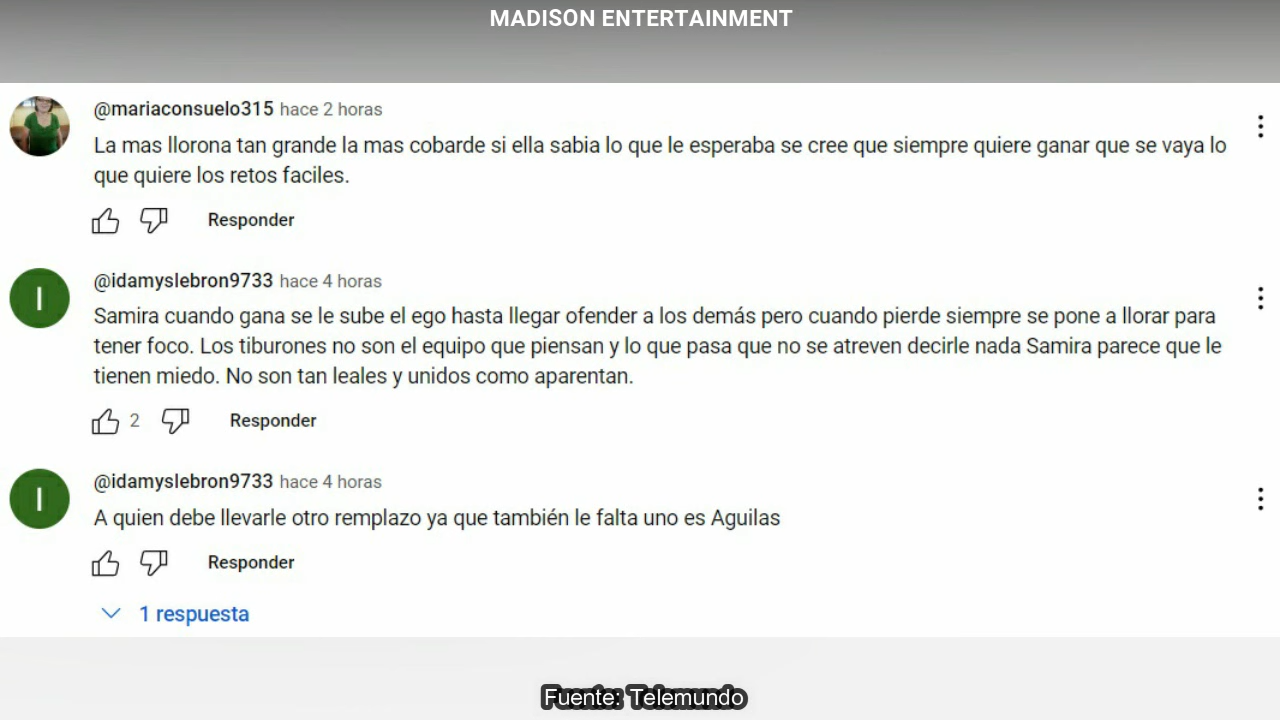 MADISON ENTERTAINMENT
@mariaconsuelo315 hace 2 horas
La mas llorona tan grande la mas cobarde si ella sabia lo que le esperaba se cree que siempre quiere ganar que se vaya lo
que quiere los retos faciles.
Responder
I
@idamyslebron9733 hace 4 horas
Samira cuando gana se le sube el ego hasta llegar ofender a los demás pero cuando pierde siempre se pone a llorar para
tener foco. Los tiburones no son el equipo que piensan y lo que pasa que no se atreven decirle nada Samira parece que le
tienen miedo. No son tan leales y unidos como aparentan.
2 Responder
I
@idamyslebron9733 hace 4 horas
A quien debe llevarle otro remplazo ya que también le falta uno es Aguilas
Responder
1 respuesta
Fuente: Telemundo